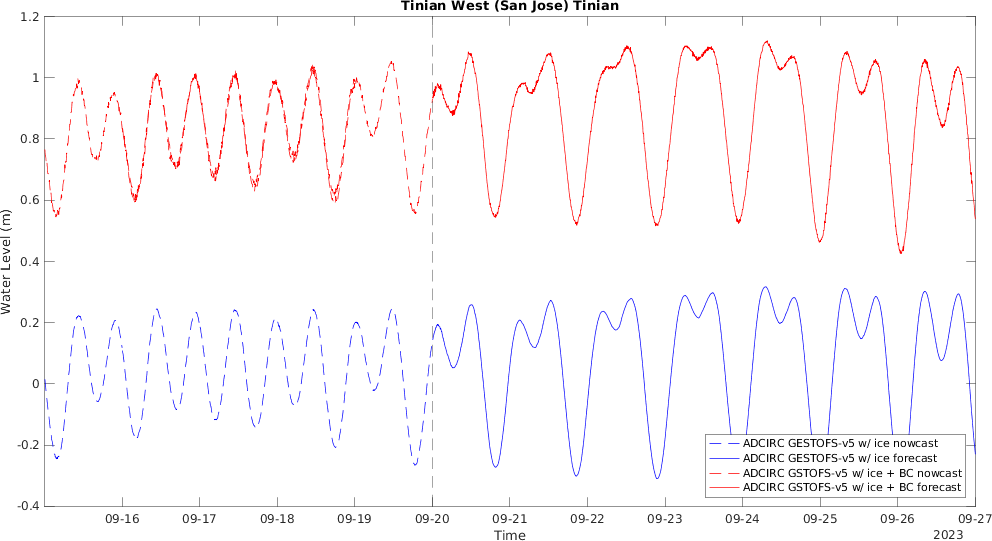 Tinian West (San Jose) Tinian
1.2
1
0.8
0.6
0.4
0.2
0
-0.2
-0.4
Water Level (m)
ADCIRC GESTOFS-v5 w/ ice nowcast
ADCIRC GESTOFS-v5 w/ ice forecast
ADCIRC GSTOFS-v5 w/ ice + BC nowcast
ADCIRC GSTOFS-v5 w/ ice + BC forecast
09-16 09-17 09-18 09-19 09-20 09-21 09-22 09-23 09-24 09-25 09-26 09-27
Time
2023